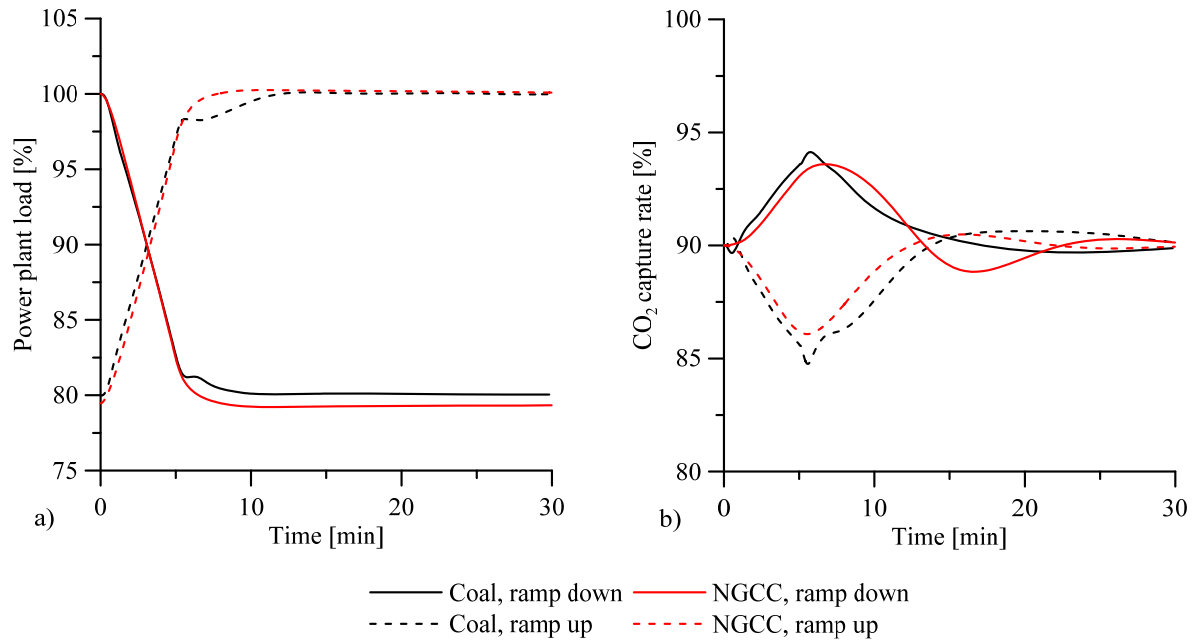 105
100
95
90
85
80
75
Power plant load [%]
0
10
20
30
Time [min]
a)
100
95
90
85
80
CO₂ capture rate [%]
0
10
20
30
Time [min]
b)
Coal, ramp down
NGCC, ramp down
Coal, ramp up
NGCC, ramp up